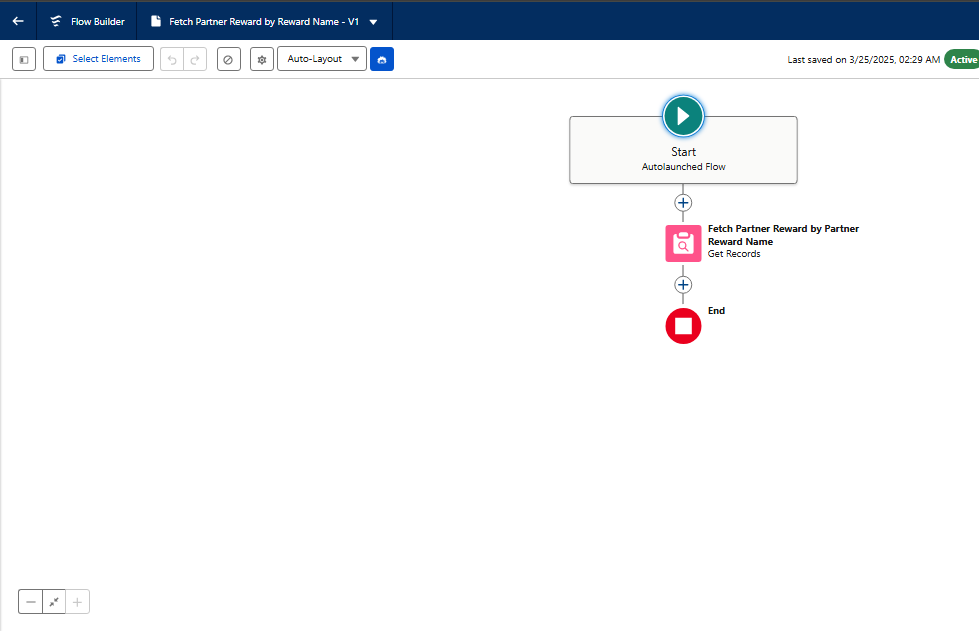 Flow Builder
Fetch Partner Reward by Reward Name - V1
Select Elements
Auto-Layout
Last saved on 3/25/2025, 02:29 AM
Active
Start
Autolaunched Flow
Fetch Partner Reward by Partner
Reward Name
Get Records
End